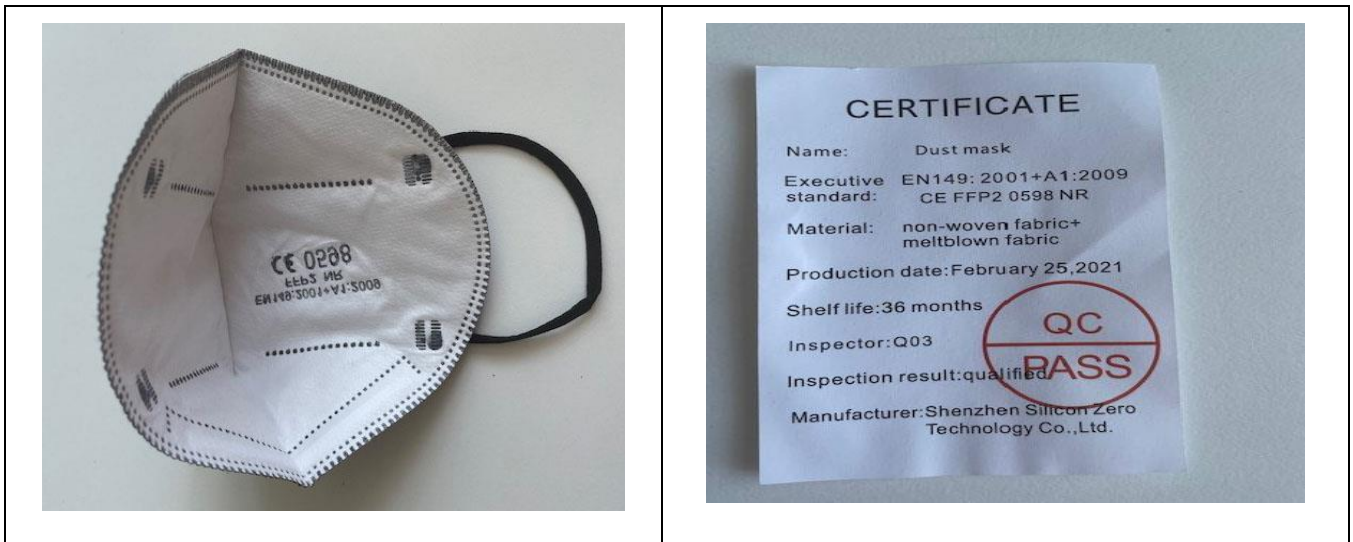 CE 0598
FFP2 NR
EN149:2001+A1:2009
CERTIFICATE
Name: Dust mask
Executive standard: EN149: 2001+A1:2009
CE FFP2 0598 NR
Material: non-woven fabric+
meltblown fabric
Production date:February 25,2021
Shelf life:36 months
Inspector:Q03
Inspection result:qualified
Manufacturer:Shenzhen Silicon Zero
Technology Co.,Ltd.
QC
PASS